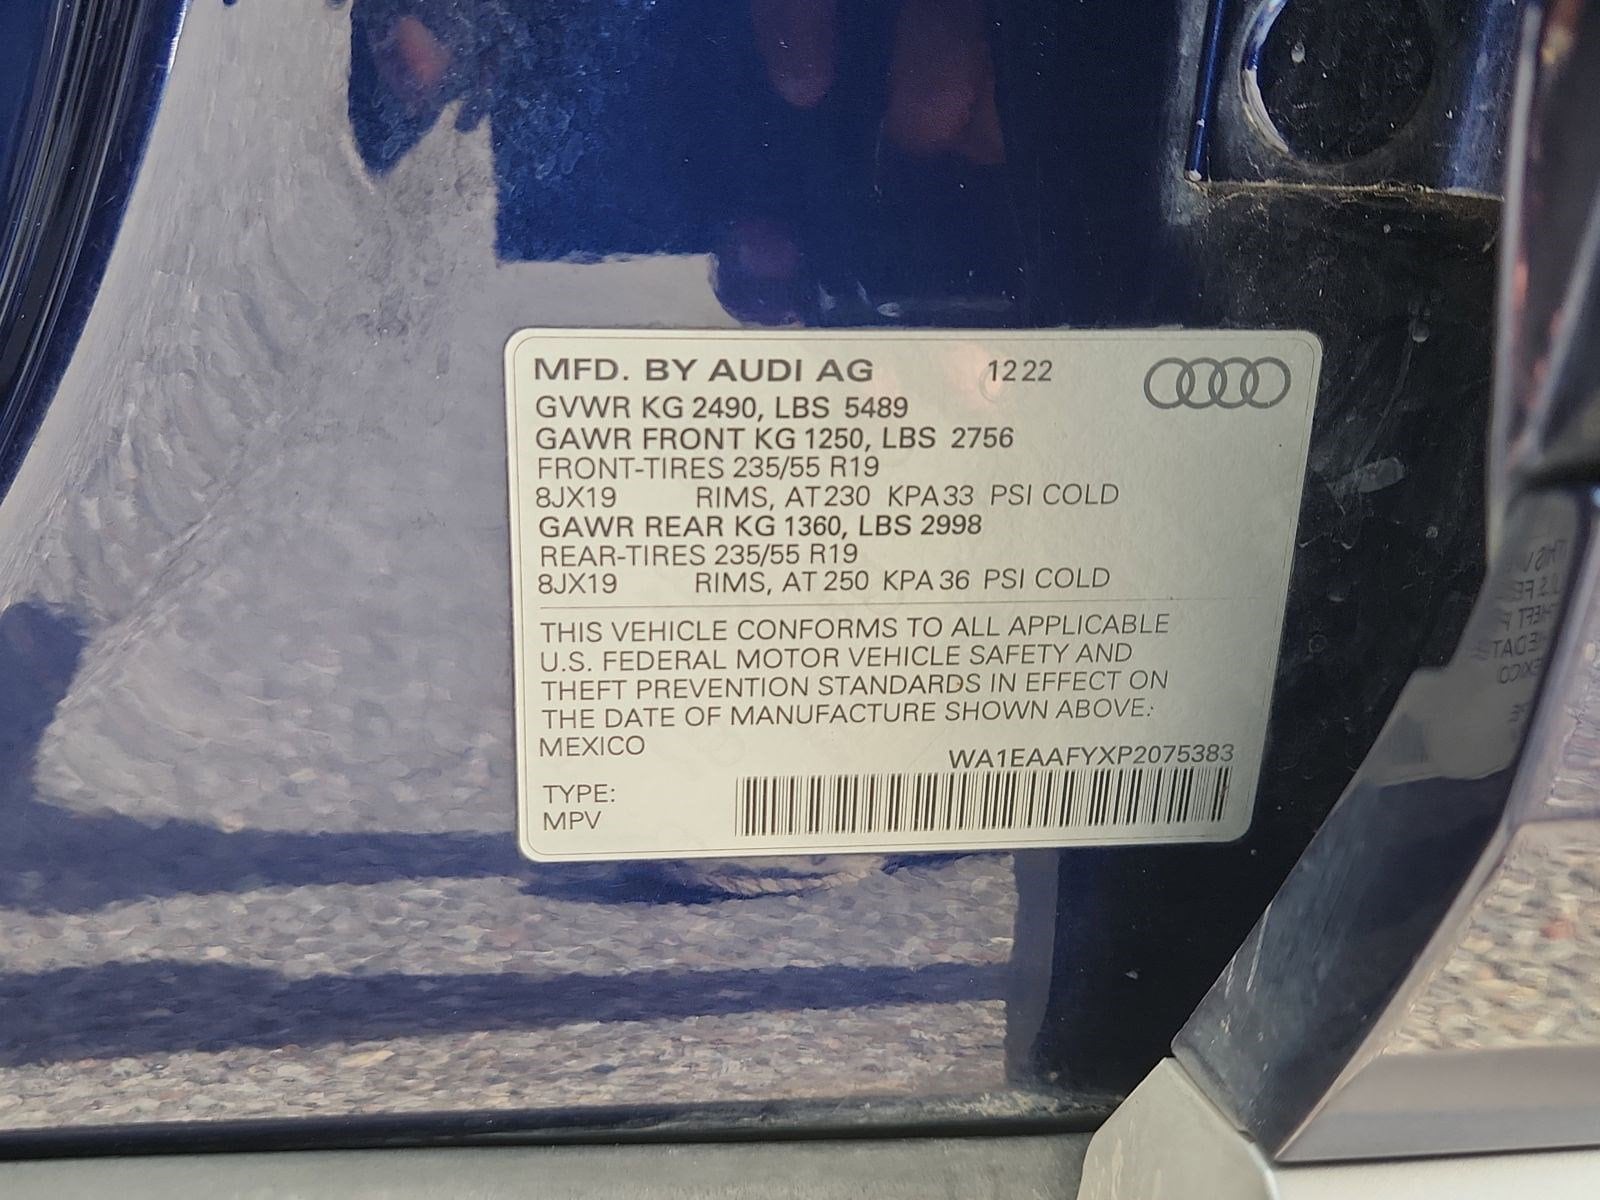 MFD. BY AUDI AG 1222
GVWR KG 2490, LBS 5489
GAWR FRONT KG 1250, LBS 2756
FRONT-TIRES 235/55 R19
8JX19 RIMS, AT 230 KPA 33 PSI COLD
GAWR REAR KG 1360, LBS 2998
REAR-TIRES 235/55 R19
8JX19 RIMS, AT 250 KPA 36 PSI COLD
THIS VEHICLE CONFORMS TO ALL APPLICABLE
U.S. FEDERAL MOTOR VEHICLE SAFETY AND
THEFT PREVENTION STANDARDS IN EFFECT ON
THE DATE OF MANUFACTURE SHOWN ABOVE:
MEXICO
WA1EAAFYXP2075383
TYPE:
MPV